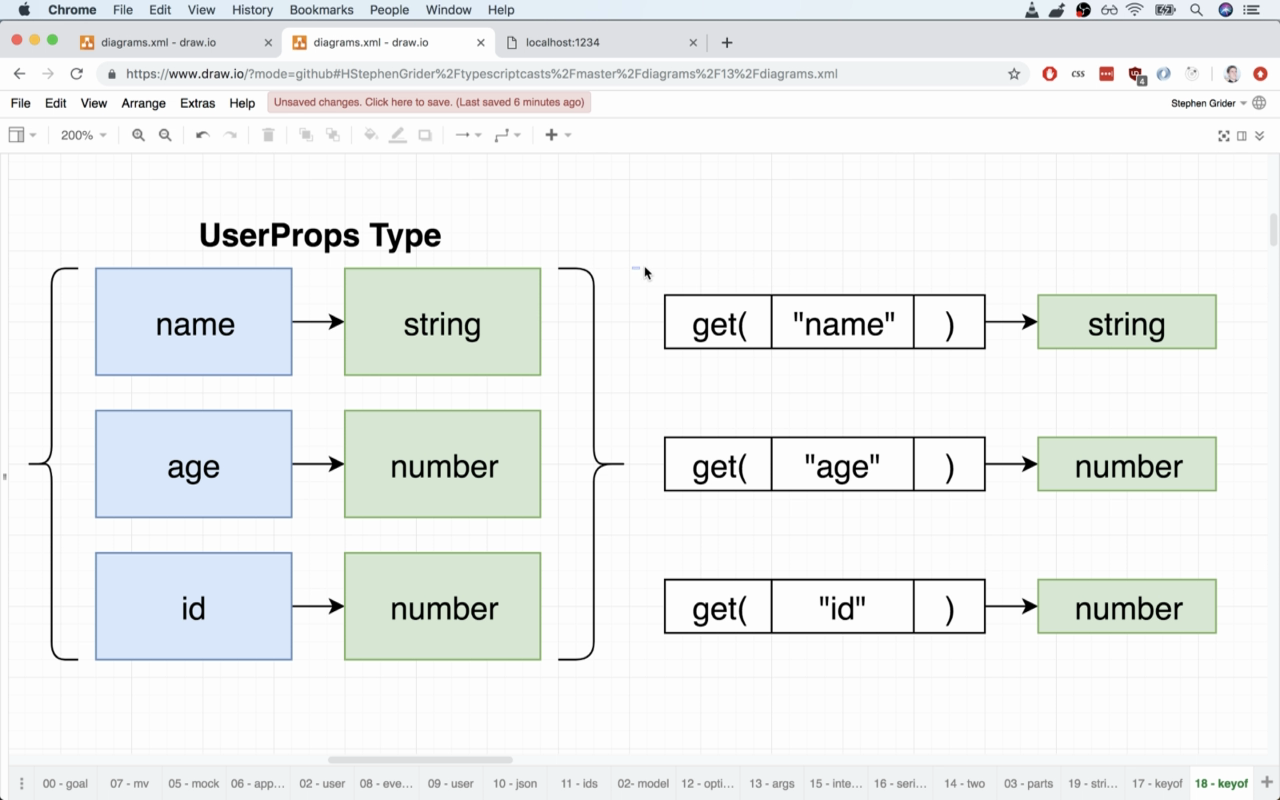 Chrome File Edit View History Bookmarks People Window Help
diagrams.xml - draw.io diagrams.xml - draw.io localhost:1234
https://www.draw.io/?mode=github#HStephenGrider%2Ftypescriptcasts%2Fmaster%2Fdiagrams%2F13%2Fdiagrams.xml css 4
File Edit View Arrange Extras Help Unsaved changes. Click here to save. (Last saved 6 minutes ago) Stephen Grider
200%
UserProps Type
name string get( "name" ) string
age number get( "age" ) number
id number get( "id" ) number
00 - goal 07 - mv 05 - mock 06 - app... 02 - user 08 - eve... 09 - user 10 - json 11 - ids 02- model 12 - opti... 13 - args 15 - inte... 16 - seri... 14 - two 03 - parts 19 - stri... 17 - keyof 18 - keyof